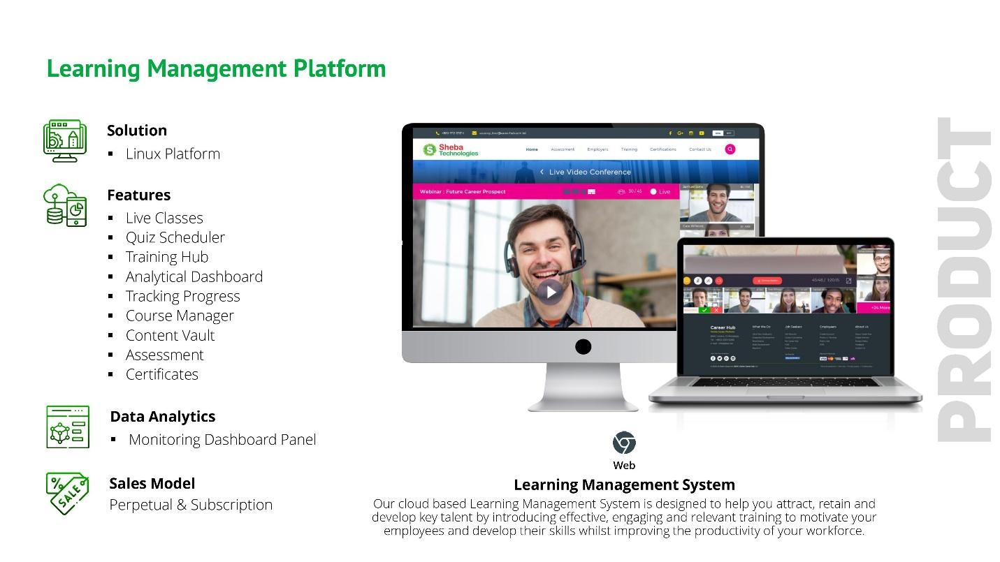 Learning Management Platform
Solution
▪ Linux Platform
Features
▪ Live Classes
▪ Quiz Scheduler
▪ Training Hub
▪ Analytical Dashboard
▪ Tracking Progress
▪ Course Manager
▪ Content Vault
▪ Assessment
▪ Certificates
Data Analytics
▪ Monitoring Dashboard Panel
SALE
%
Sales Model
Perpetual & Subscription
Sheba
Technologies
Home Assessment Employers Training Certifications Contact Us
Live Video Conference
Webinar : Future Career Prospect 30 / 45 Live
+24 More
Career Hub What We Do Job Seekers Employers About Us
Web
Learning Management System
Our cloud based Learning Management System is designed to help you attract, retain and
develop key talent by introducing effective, engaging and relevant training to motivate your
employees and develop their skills whilst improving the productivity of your workforce.
PRODUCT